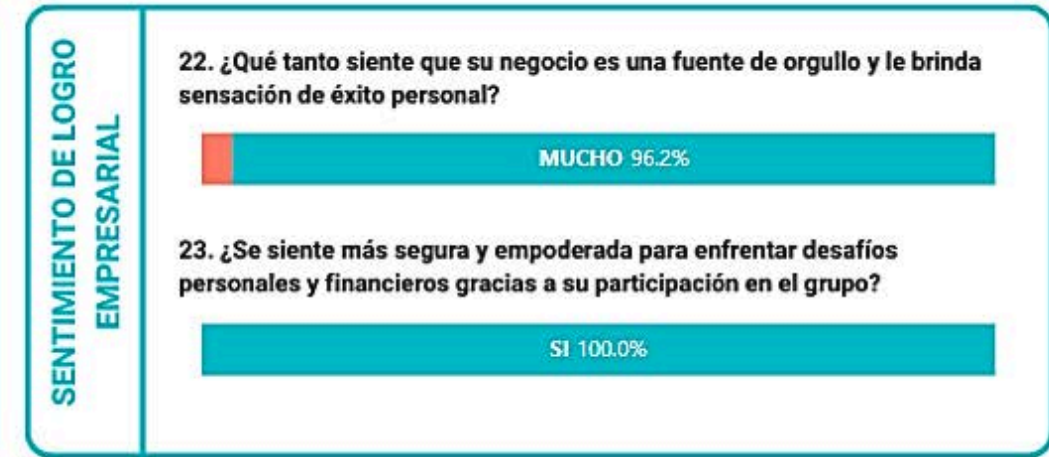 SENTIMIENTO DE LOGRO
EMPRESARIAL
22. ¿Qué tanto siente que su negocio es una fuente de orgullo y le brinda
sensación de éxito personal?
MUCHO 96.2%
23. ¿Se siente más segura y empoderada para enfrentar desafíos
personales y financieros gracias a su participación en el grupo?
SI 100.0%